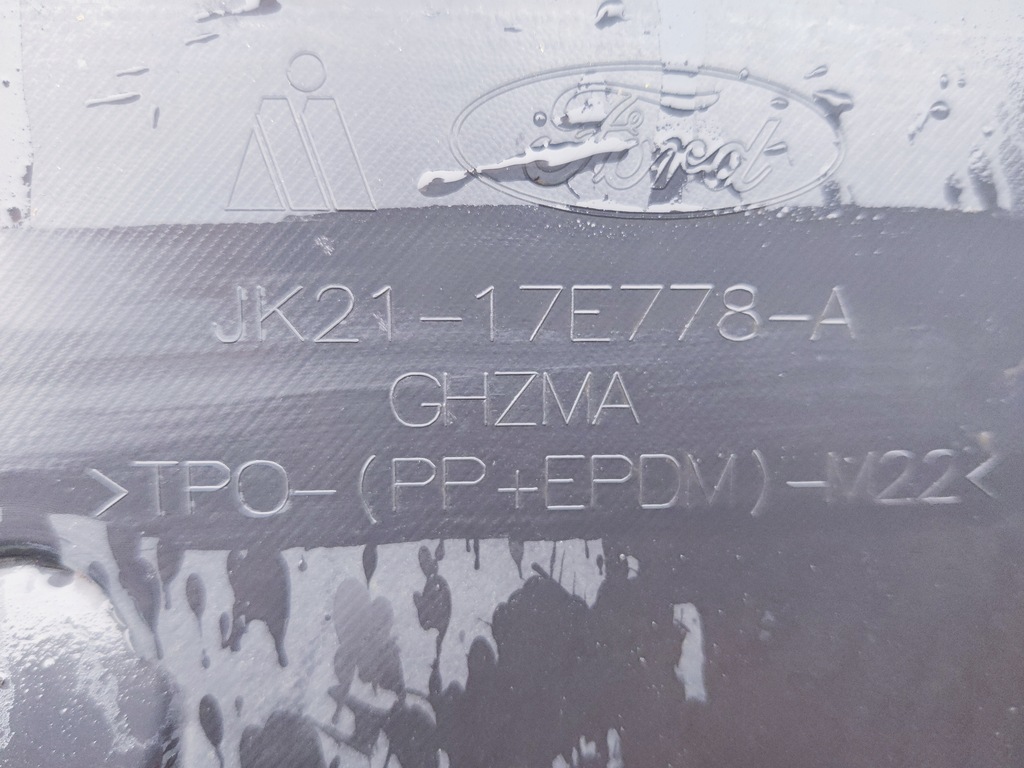 Ford
JK21-17E778-A
GHZMA
>TPO-(PP+EPDM)-M22<